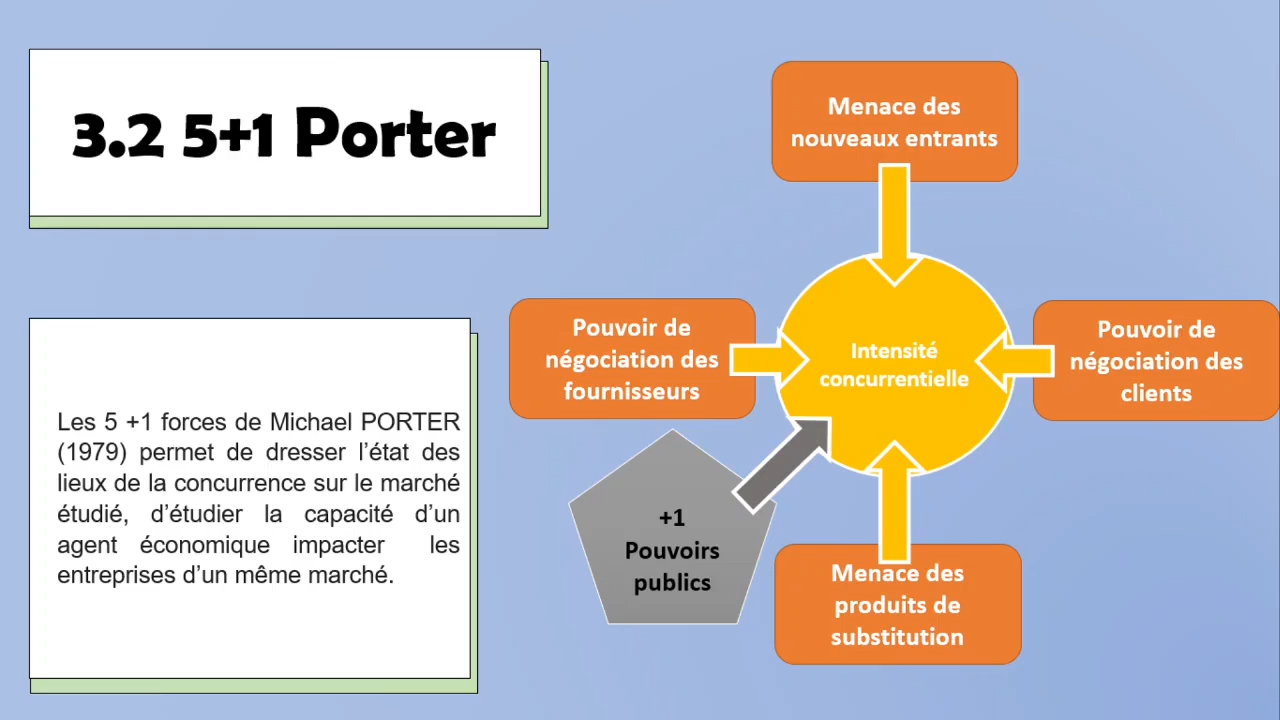 3.2 5+1 Porter
Les 5 +1 forces de Michael PORTER
(1979) permet de dresser l’état des
lieux de la concurrence sur le marché
étudié, d’étudier la capacité d’un
agent économique impacter les
entreprises d’un même marché.
Menace des
nouveaux entrants
Pouvoir de
négociation des
fournisseurs
Intensité
concurrentielle
Pouvoir de
négociation des
clients
+1
Pouvoirs
publics
Menace des
produits de
substitution